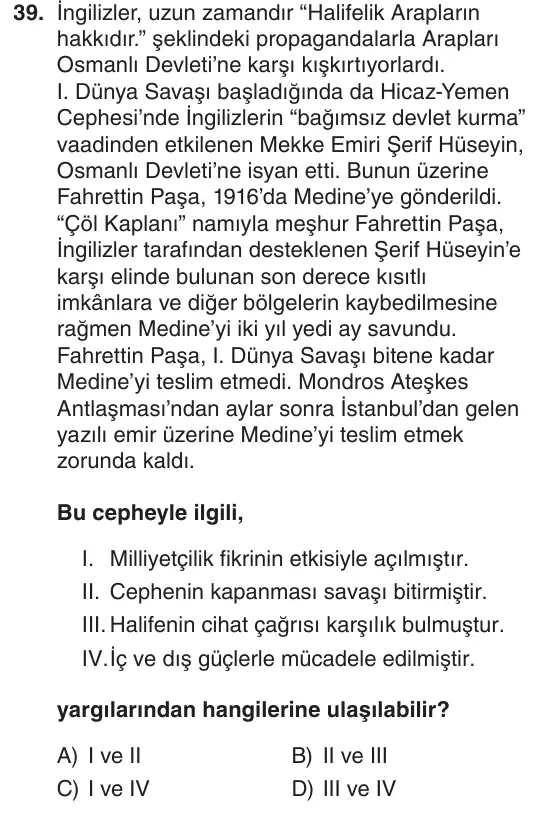 39. İngilizler, uzun zamandır “Halifelik Arapların
hakkıdır.” şeklindeki propagandalarla Arapları
Osmanlı Devleti’ne karşı kışkırtıyorlardı.
I. Dünya Savaşı başladığında da Hicaz-Yemen
Cephesi’nde İngilizlerin “bağımsız devlet kurma”
vaadinden etkilenen Mekke Emiri Şerif Hüseyin,
Osmanlı Devleti’ne isyan etti. Bunun üzerine
Fahrettin Paşa, 1916’da Medine’ye gönderildi.
“Çöl Kaplanı” namıyla meşhur Fahrettin Paşa,
İngilizler tarafından desteklenen Şerif Hüseyin’e
karşı elinde bulunan son derece kısıtlı
imkânlara ve diğer bölgelerin kaybedilmesine
rağmen Medine’yi iki yıl yedi ay savundu.
Fahrettin Paşa, I. Dünya Savaşı bitene kadar
Medine’yi teslim etmedi. Mondros Ateşkes
Antlaşması’ndan aylar sonra İstanbul’dan gelen
yazılı emir üzerine Medine’yi teslim etmek
zorunda kaldı.
Bu cepheyle ilgili,
I. Milliyetçilik fikrinin etkisiyle açılmıştır.
II. Cephenin kapanması savaşı bitirmiştir.
III. Halifenin cihat çağrısı karşılık bulmuştur.
IV.İç ve dış güçlerle mücadele edilmiştir.
yargılarından hangilerine ulaşılabilir?
A) I ve II B) II ve III
C) I ve IV D) III ve IV